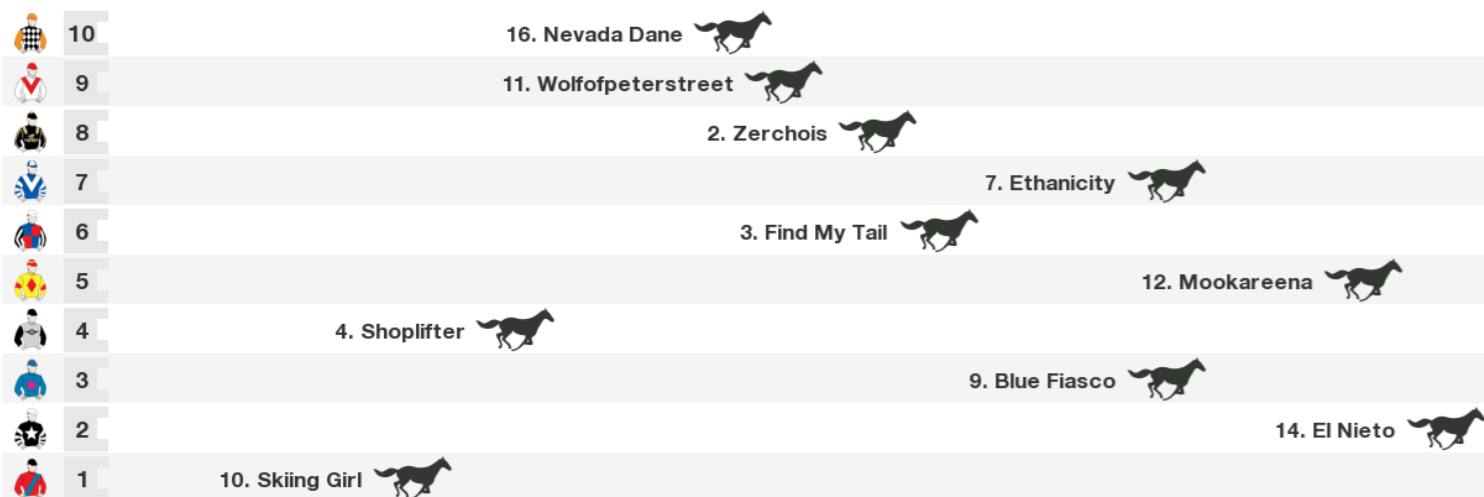 10 16. Nevada Dane
9 11. Wolfofpeterstreet
8 2. Zerchois
7 7. Ethanicity
6 3. Find My Tail
5 12. Mookareena
4 4. Shoplifter
3 9. Blue Fiasco
2 14. El Nieto
1 10. Skiing Girl